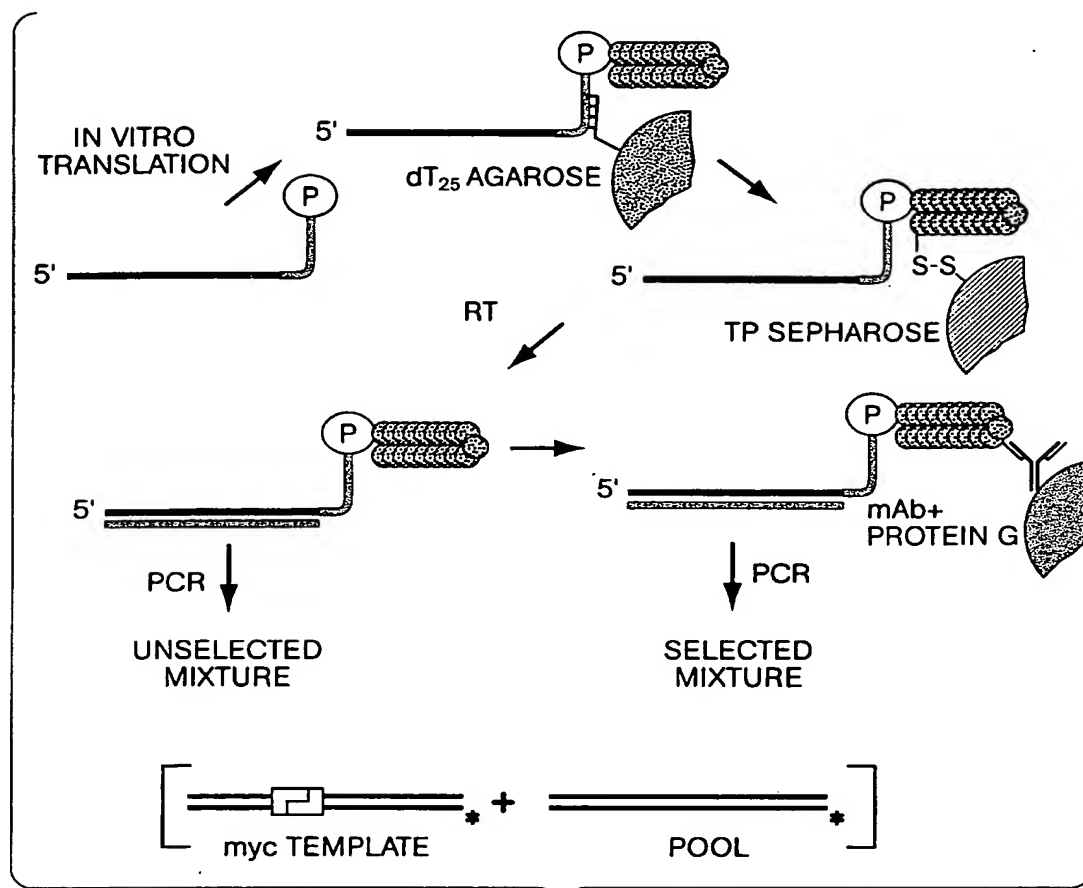 P
5'
IN VITRO
TRANSLATION
dT₂₅ AGAROSE
P
5'
P
5'
S-S
TP SEPHAROSE
RT
P
5'
P
5'
mAb+
PROTEIN G
PCR
UNSELECTED
MIXTURE
PCR
SELECTED
MIXTURE
+
*
*
myc TEMPLATE
POOL